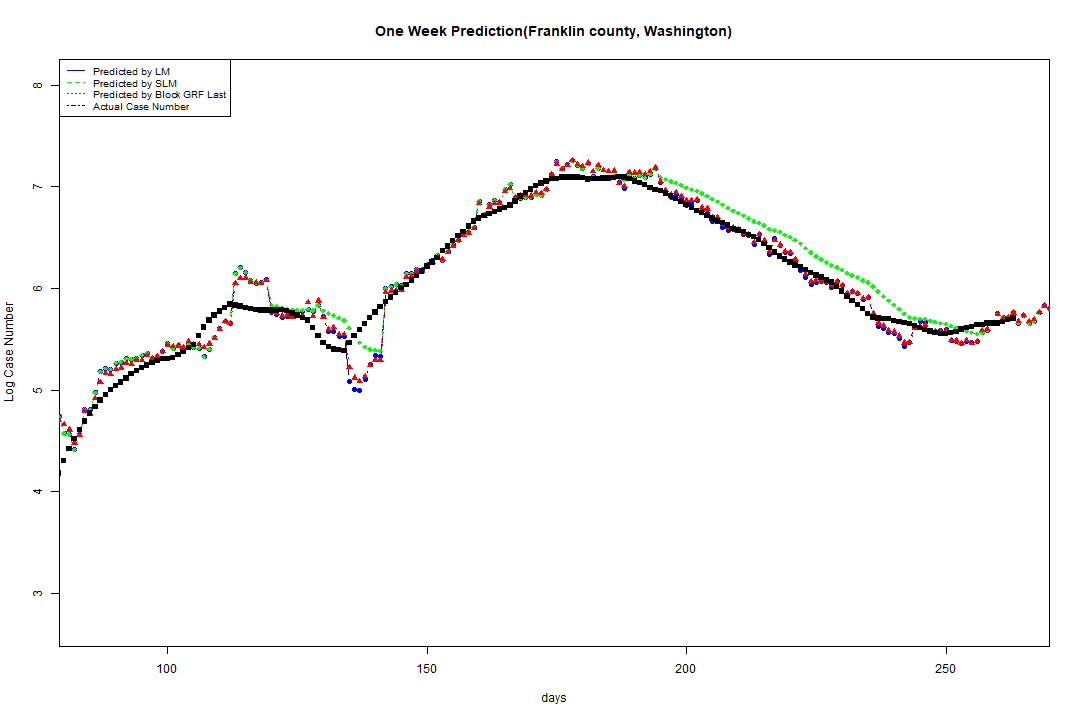 One Week Prediction(Franklin county, Washington)
Predicted by LM
Predicted by SLM
Predicted by Block GRF Last
Actual Case Number
8
7
6
5
4
3
Log Case Number
100 150 200 250
days